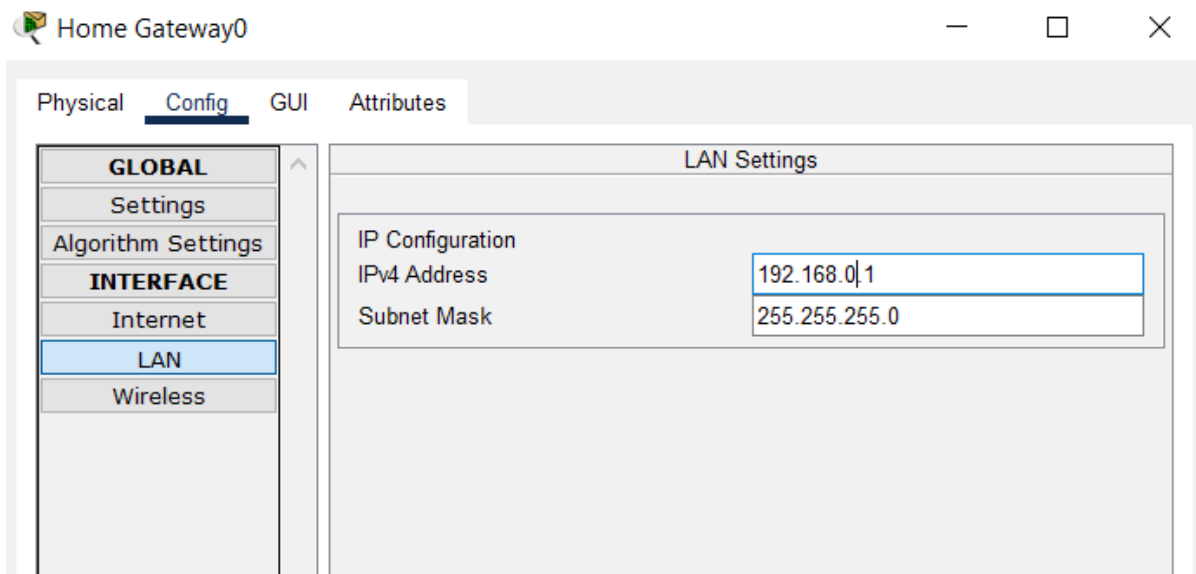 Home Gateway0
Physical Config GUI Attributes
GLOBAL
Settings
Algorithm Settings
INTERFACE
Internet
LAN
Wireless
LAN Settings
IP Configuration
IPv4 Address 192.168.0.1
Subnet Mask 255.255.255.0